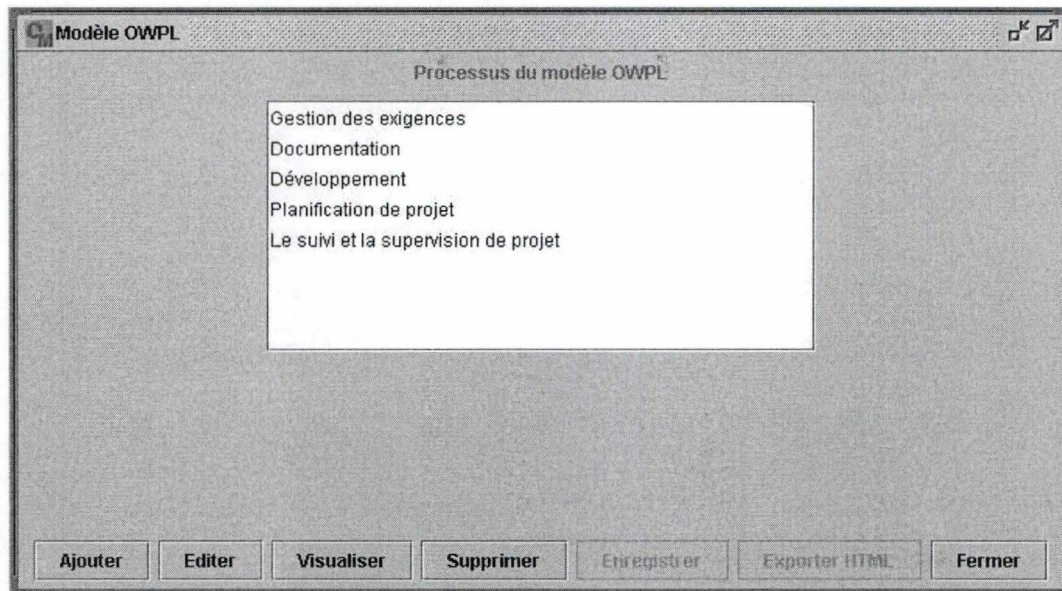 Modèle OWPL
Processus du modèle OWPL
Gestion des exigences
Documentation
Développement
Planification de projet
Le suivi et la supervision de projet
Ajouter Editer Visualiser Supprimer Enregistrer Exporter HTML Fermer